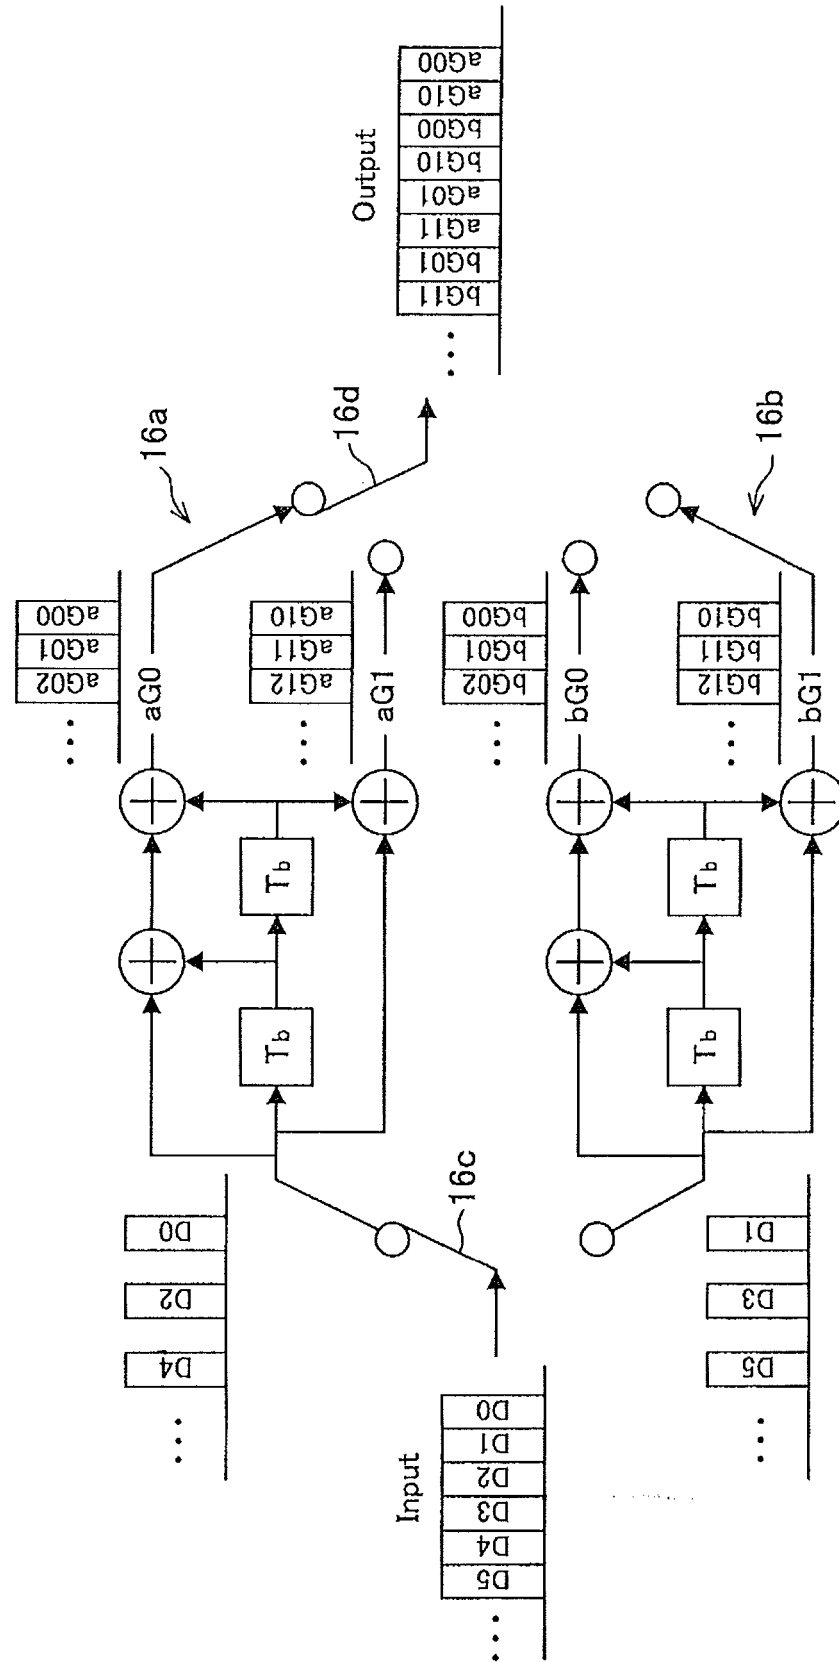 Input
D5 D4 D3 D2 D1 D0
...
D4 D2 D0
...
D5 D3 D1
...
16c
Tb Tb
Tb Tb
aG02 aG01 aG00
...
aG0
aG12 aG11 aG10
...
aG1
bG02 bG01 bG00
...
bG0
bG12 bG11 bG10
...
bG1
16a
16d
16b
Output
bG11 bG01 aG11 aG01 bG10 bG00 aG10 aG00
...